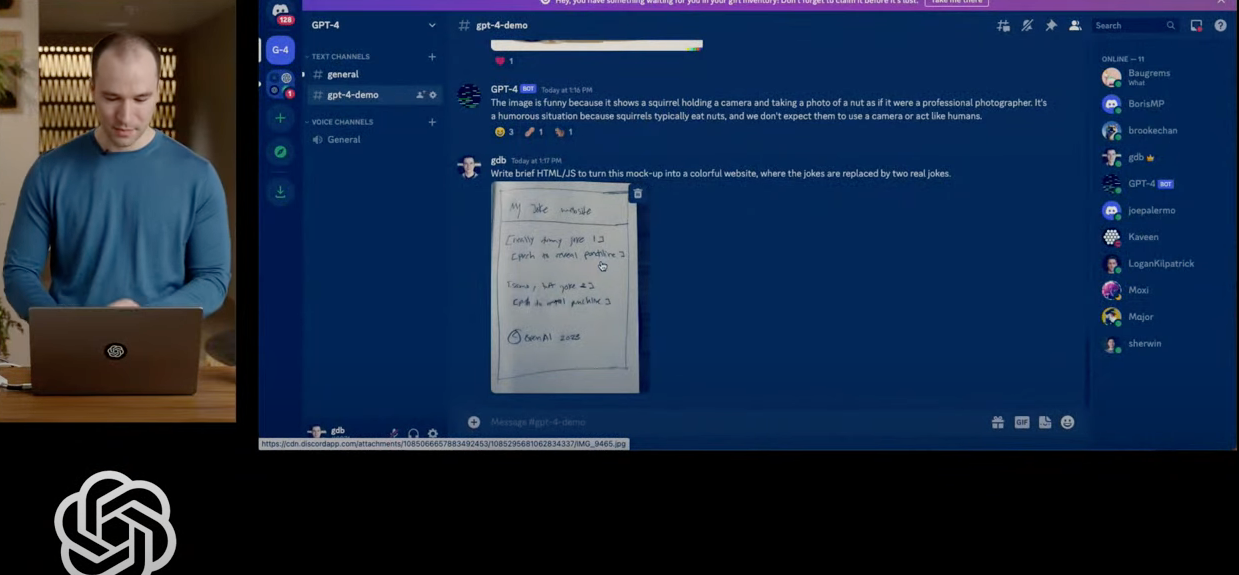 128
GPT-4
# gpt-4-demo
Hey, you have something waiting for you in your gift inventory! Don't forget to claim it before it's lost.
Take me there
Search
G-4
1
TEXT CHANNELS
# general
# gpt-4-demo
VOICE CHANNELS
General
1
GPT-4 BOT Today at 1:16 PM
The image is funny because it shows a squirrel holding a camera and taking a photo of a nut as if it were a professional photographer. It's
a humorous situation because squirrels typically eat nuts, and we don't expect them to use a camera or act like humans.
3 1 1
gdb Today at 1:17 PM
Write brief HTML/JS to turn this mock-up into a colorful website, where the jokes are replaced by two real jokes.
My Joke website
[really funny joke 1]
[push to reveal punchline]
joke 2]
[push to reveal punchline]
OpenAI 2023
Message #gpt-4-demo
GIF
gdb
https://cdn.discordapp.com/attachments/1085066657883492453/1085295681062834337/IMG_9465.jpg
ONLINE — 11
Baugrems
What
BorisMP
brookechan
gdb
GPT-4 BOT
joepalermo
Kaveen
LoganKilpatrick
Moxi
Major
sherwin